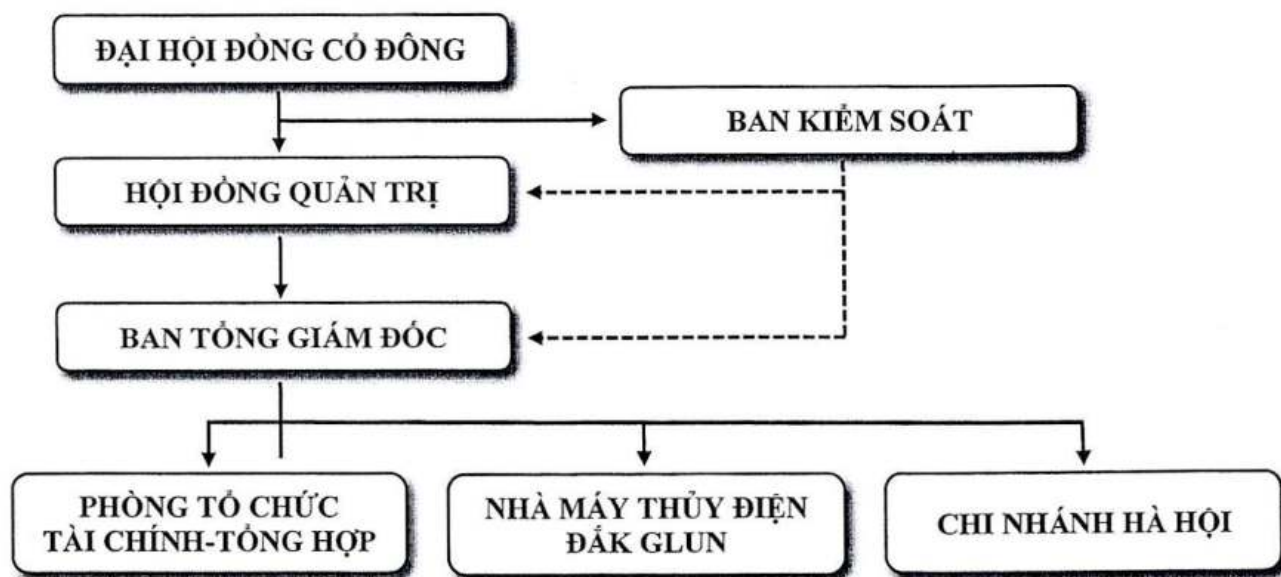 ĐẠI HỘI ĐỒNG CỔ ĐÔNG
BAN KIỂM SOÁT
HỘI ĐỒNG QUẢN TRỊ
BAN TỔNG GIÁM ĐỐC
PHÒNG TỔ CHỨC
TÀI CHÍNH-TỔNG HỢP
NHÀ MÁY THỦY ĐIỆN
ĐẮK GLUN
CHI NHÁNH HÀ HỘI